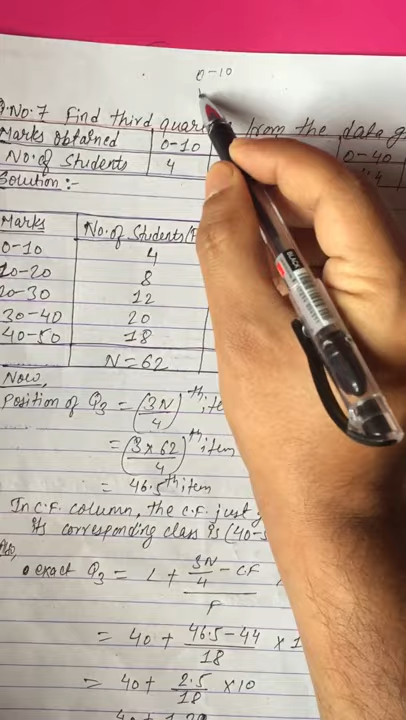 0-10
Q.No.7 Find third from the data
Marks obtained 0-10 0-40
No. of Students 4
Solution:-
Marks No. of Students
0-10 4
10-20 8
20-30 12
30-40 20
40-50 18
N=62
Now,
Position of Q3 = (3N/4)th item
= (3×62/4)th item
= 46.5th item
In C.F. column, the c.f. just
its corresponding class is
exact Q3 = L + (3N/4 - CF)/F
= 40 + (46.5-44)/18 ×
= 40 + 2.5/18 ×10